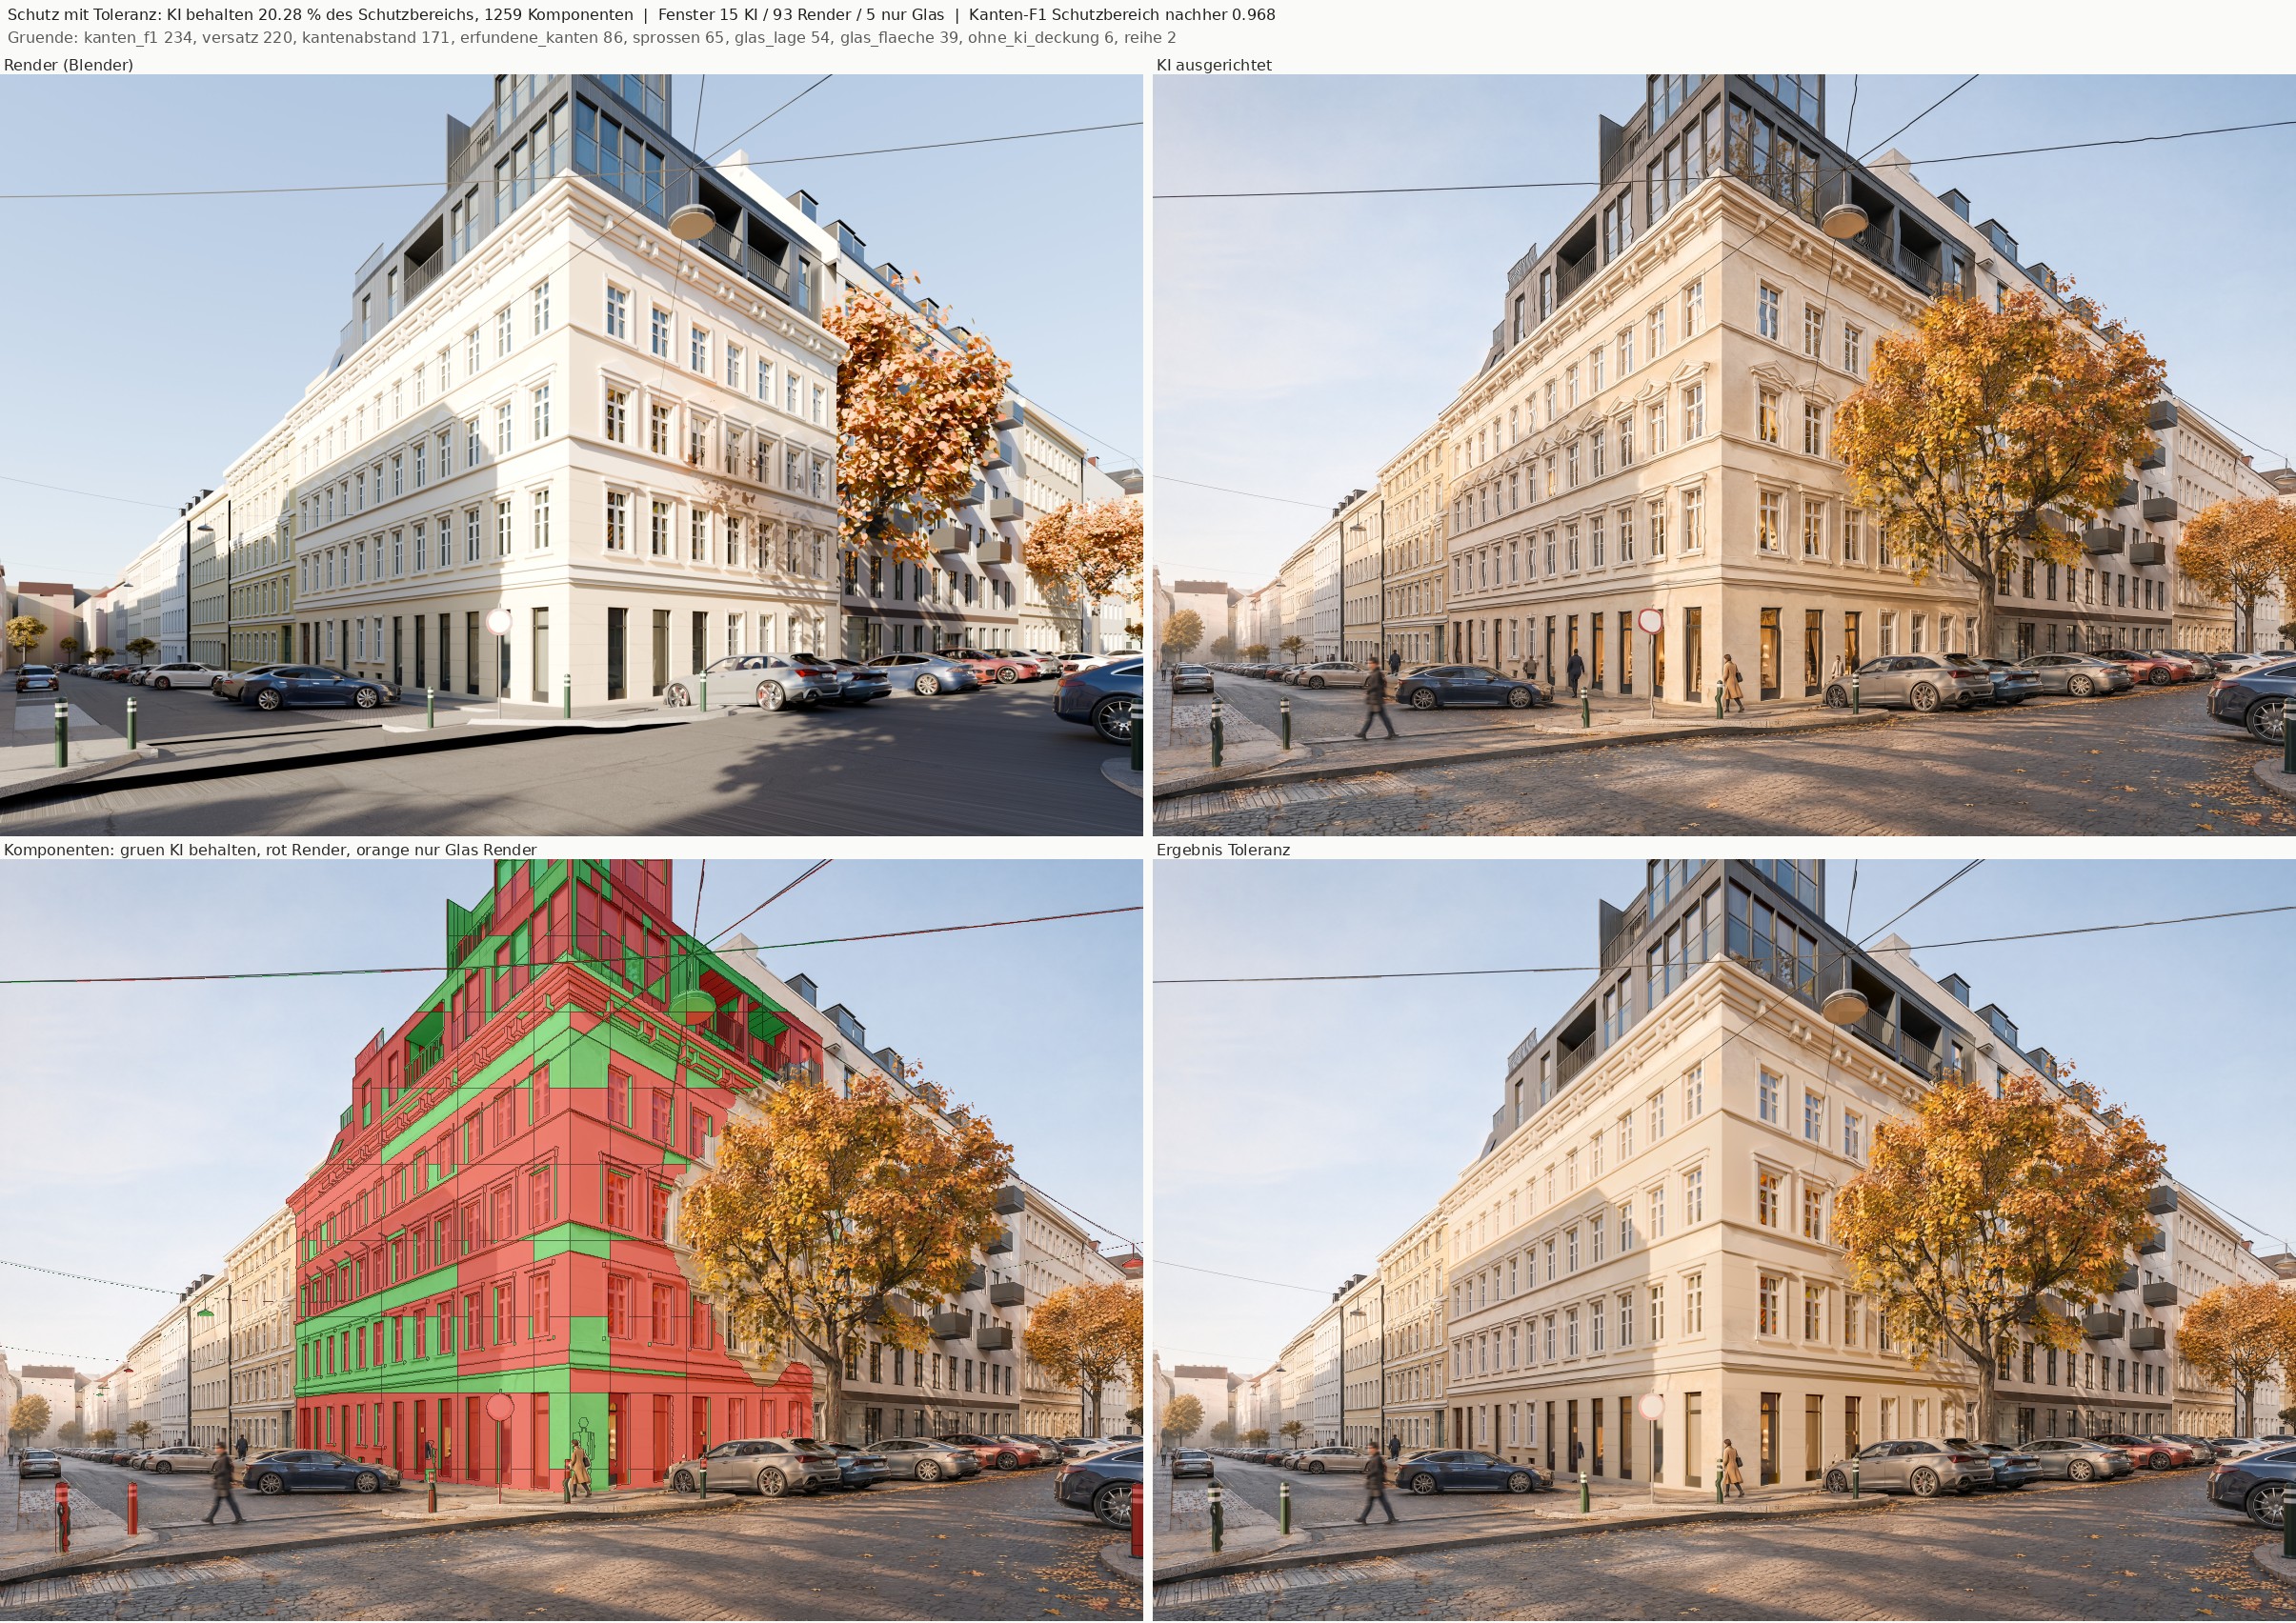 Schutz mit Toleranz: KI behalten 20.28 % des Schutzbereichs, 1259 Komponenten | Fenster 15 KI / 93 Render / 5 nur Glas | Kanten-F1 Schutzbereich nachher 0.968
Gruende: kanten_f1 234, versatz 220, kantenabstand 171, erfundene_kanten 86, sprossen 65, glas_lage 54, glas_flaeche 39, ohne_ki_deckung 6, reihe 2
Render (Blender)
KI ausgerichtet
Komponenten: gruen KI behalten, rot Render, orange nur Glas Render
Ergebnis Toleranz